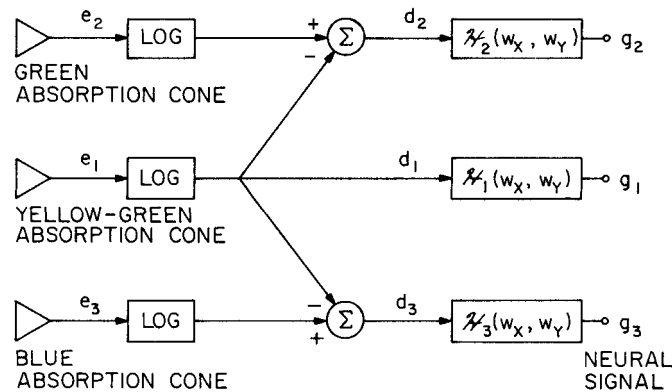 e₂ LOG + Σ d₂ ℋ₂(wX, wY) g₂
−
GREEN
ABSORPTION CONE
e₁ LOG d₁ ℋ₁(wX, wY) g₁
YELLOW-GREEN
ABSORPTION CONE
−
e₃ LOG + Σ d₃ ℋ₃(wX, wY) g₃
BLUE
ABSORPTION CONE
NEURAL
SIGNAL